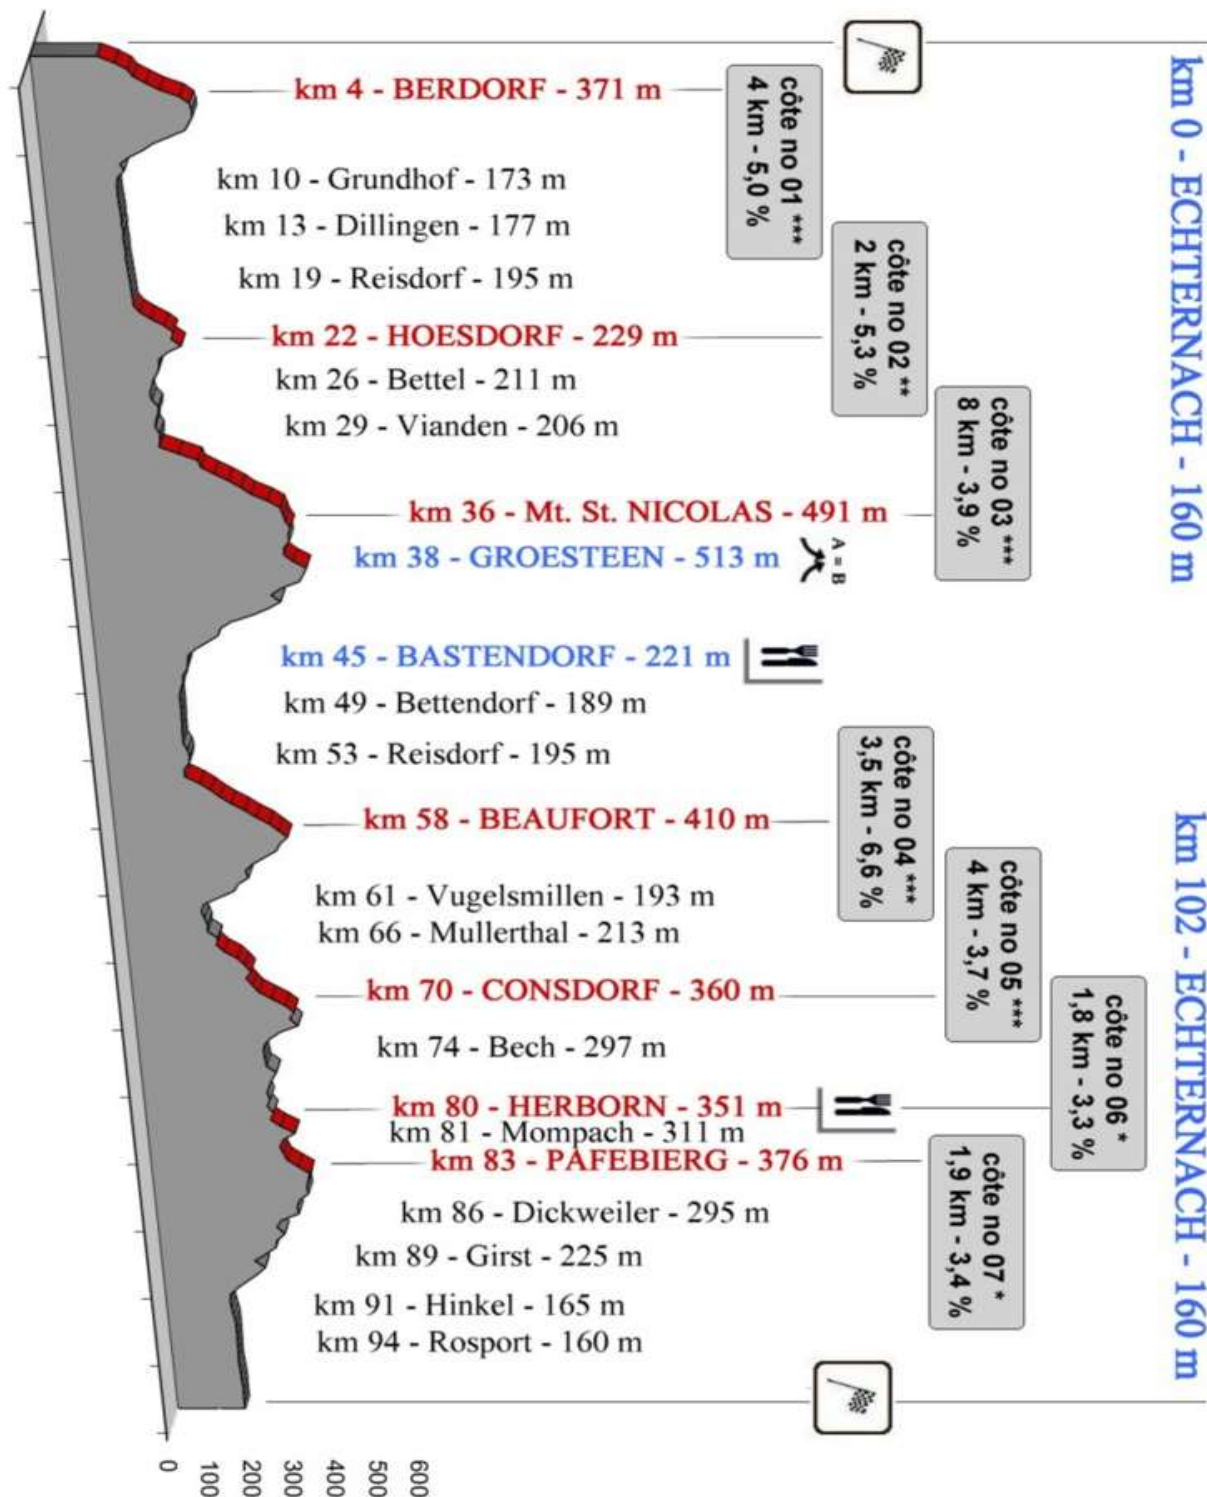 km 0 - ECHTERNACH - 160 m
km 4 - BERDORF - 371 m
côte no 01 ***
4 km - 5,0 %
km 10 - Grundhof - 173 m
km 13 - Dillingen - 177 m
km 19 - Reisdorf - 195 m
km 22 - HOESDORF - 229 m
côte no 02 **
2 km - 5,3 %
km 26 - Bettel - 211 m
km 29 - Vianden - 206 m
km 36 - Mt. St. NICOLAS - 491 m
côte no 03 ***
8 km - 3,9 %
km 38 - GROESTEEN - 513 m
A = B
km 45 - BASTENDORF - 221 m
km 49 - Bettendorf - 189 m
km 53 - Reisdorf - 195 m
km 58 - BEAUFORT - 410 m
côte no 04 ***
3,5 km - 6,6 %
km 61 - Vugelsmillen - 193 m
km 66 - Mullerthal - 213 m
km 70 - CONSDORF - 360 m
côte no 05 ***
4 km - 3,7 %
km 74 - Bech - 297 m
km 80 - HERBORN - 351 m
côte no 06 *
1,8 km - 3,3 %
km 81 - Mompach - 311 m
km 83 - PAFEBIERG - 376 m
côte no 07 *
1,9 km - 3,4 %
km 86 - Dickweiler - 295 m
km 89 - Girst - 225 m
km 91 - Hinkel - 165 m
km 94 - Rosport - 160 m
km 102 - ECHTERNACH - 160 m
0
100
200
300
400
500
600